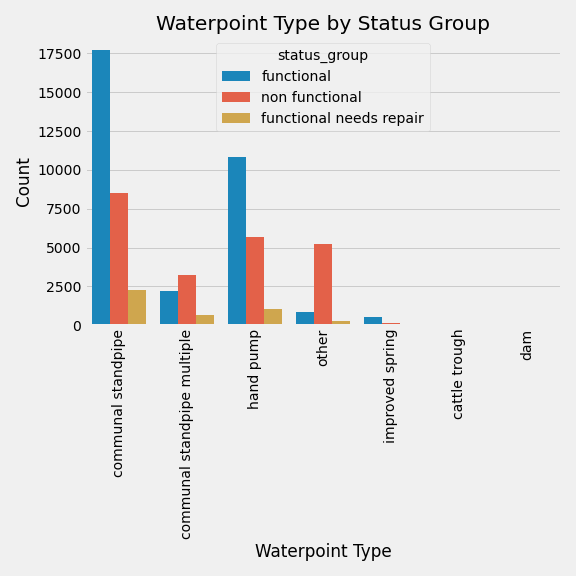 Waterpoint Type by Status Group
status_group
functional
non functional
functional needs repair
Count
17500
15000
12500
10000
7500
5000
2500
0
communal standpipe
communal standpipe multiple
hand pump
other
improved spring
cattle trough
dam
Waterpoint Type